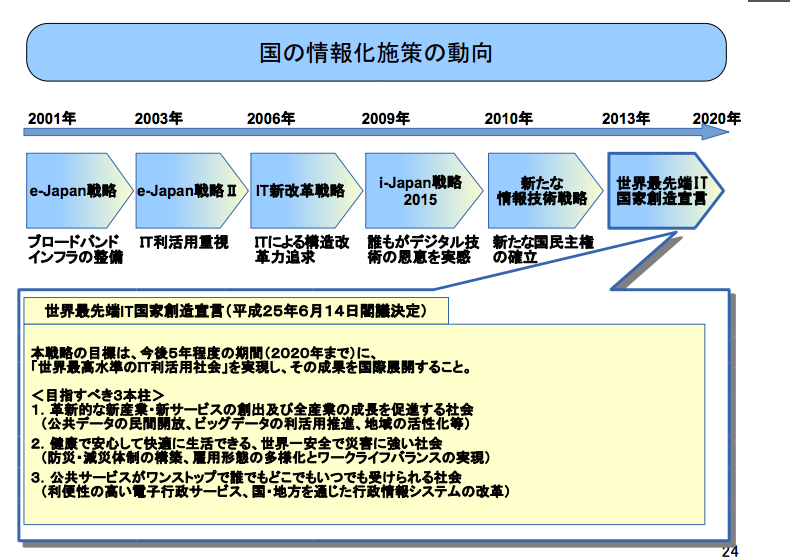 国の情報化施策の動向
2001年
2003年
2006年
2009年
2010年
2013年
2020年
e-Japan戦略
e-Japan戦略Ⅱ
IT新改革戦略
i-Japan戦略
2015
新たな
情報技術戦略
世界最先端IT
国家創造宣言
ブロードバンド
インフラの整備
IT利活用重視
ITによる構造改
革力追求
誰もがデジタル技
術の恩恵を実感
新たな国民主権
の確立
世界最先端IT国家創造宣言(平成25年6月14日閣議決定)
本戦略の目標は、今後5年程度の期間(2020年まで)に、
「世界最高水準のIT利活用社会」を実現し、その成果を国際展開すること。
<目指すべき3本柱>
1. 革新的な新産業・新サービスの創出及び全産業の成長を促進する社会
(公共データの民間開放、ビッグデータの利活用推進、地域の活性化等)
2. 健康で安心して快適に生活できる、世界一安全で災害に強い社会
(防災・減災体制の構築、雇用形態の多様化とワークライフバランスの実現)
3. 公共サービスがワンストップで誰でもどこでもいつでも受けられる社会
(利便性の高い電子行政サービス、国・地方を通じた行政情報システムの改革)
24